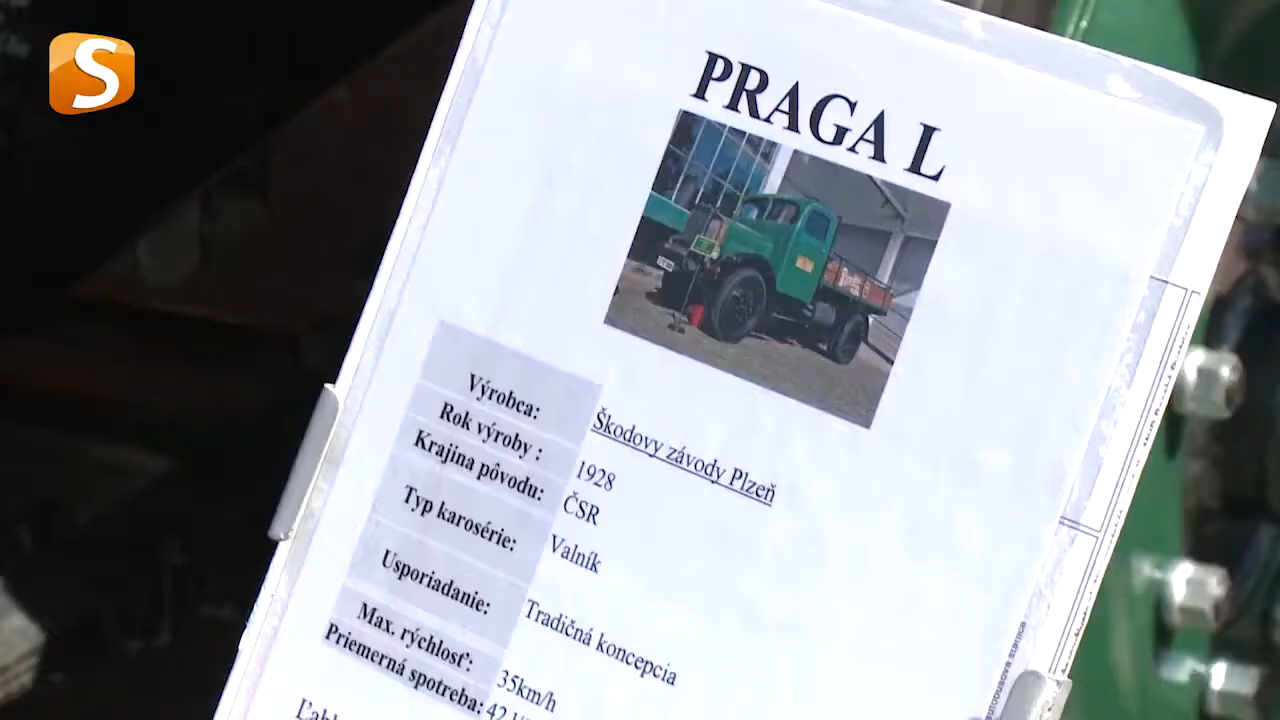 S
PRAGA L
Výrobca: Škodovy závody Plzeň
Rok výroby : 1928
Krajina pôvodu: ČSR
Typ karosérie: Valník
Usporiadanie: Tradičná koncepcia
Max. rýchlosť: 35km/h
Priemerná spotreba: 42